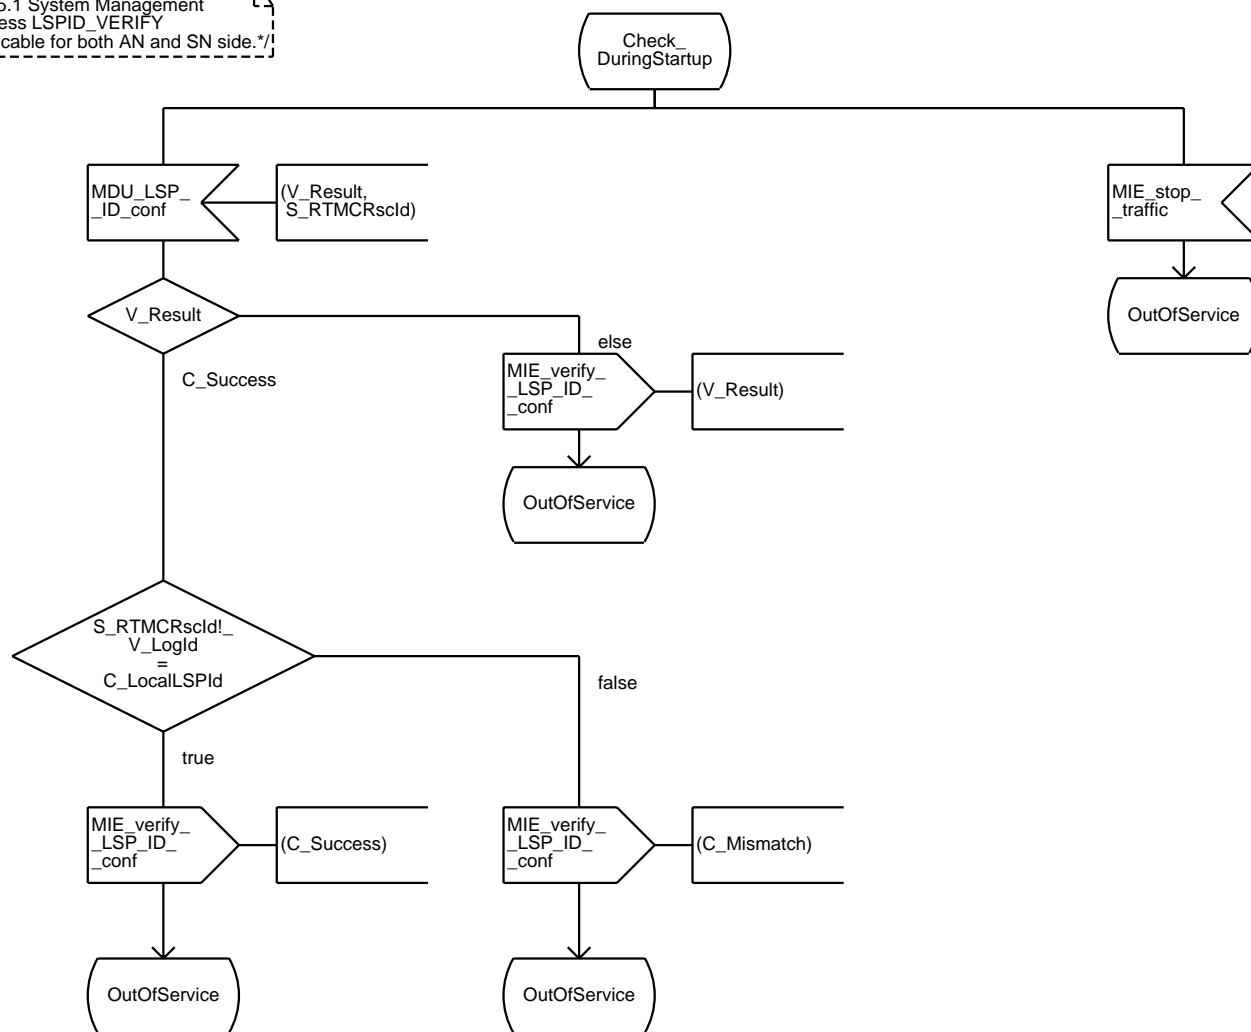 5.1 System Management
ess LSPID_VERIFY
cable for both AN and SN side.*/
Check_
DuringStartup
MDU_LSP_
_ID_conf
(V_Result,
S_RTMCRscId)
MIE_stop_
_traffic
V_Result
OutOfService
else
C_Success
MIE_verify_
_LSP_ID_
_conf
(V_Result)
OutOfService
S_RTMCRscId!_
V_LogId
=
C_LocalLSPId
false
true
MIE_verify_
_LSP_ID_
_conf
(C_Success)
MIE_verify_
_LSP_ID_
_conf
(C_Mismatch)
OutOfService
OutOfService